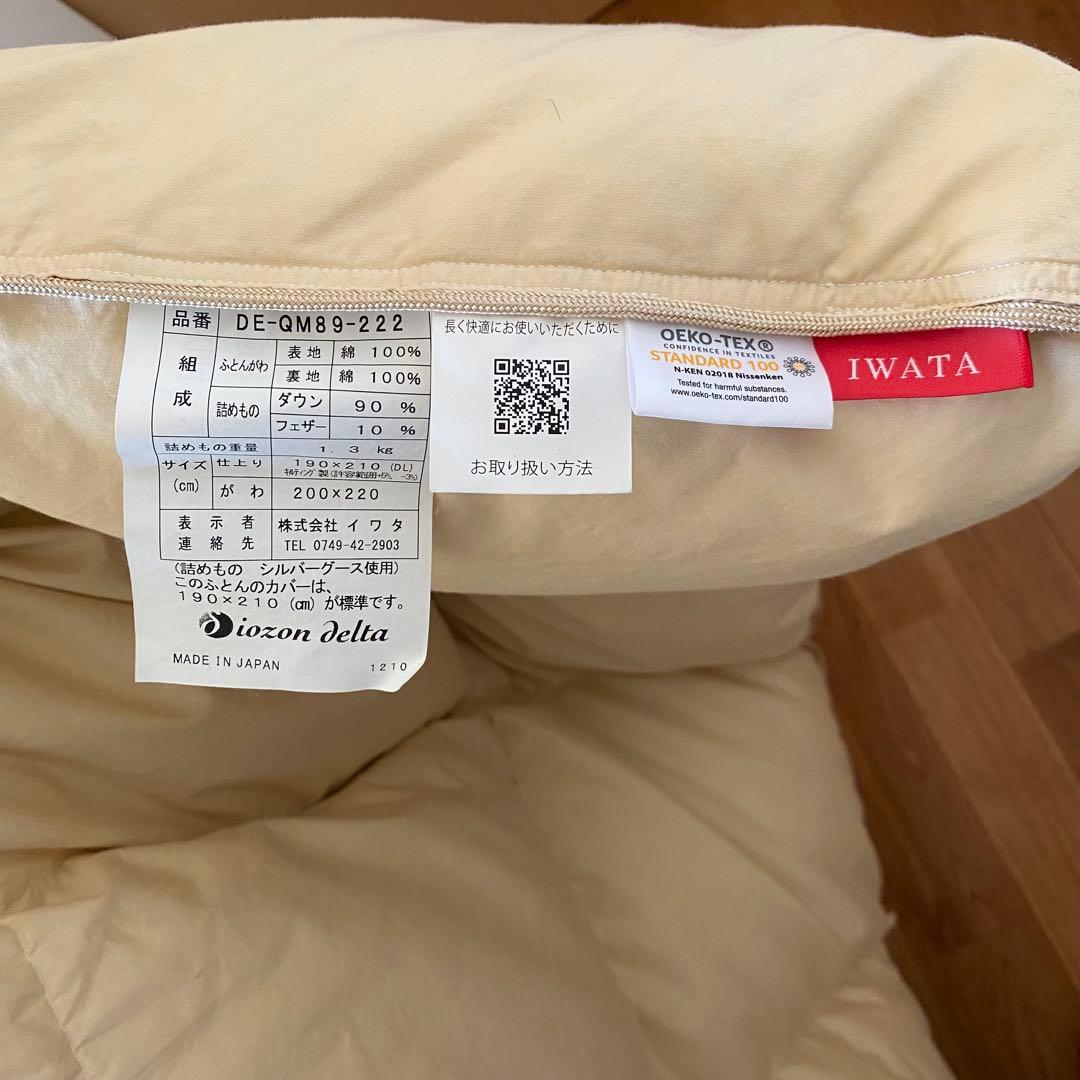 品番 DE-QM89-222
組成 ふとんがわ 表地 綿 100%
裏地 綿 100%
詰めもの ダウン 90 %
フェザー 10 %
詰めもの重量 1.3 kg
サイズ(cm) 仕上り 190×210 (DL)
がわ 200×220
表示者 株式会社 イワタ
連絡先 TEL 0749-42-2903
(詰めもの シルバーグース使用)
このふとんのカバーは、
190×210(cm)が標準です。
iozon delta
MADE IN JAPAN 1210
長く快適にお使いいただくために
お取り扱い方法
OEKO-TEX®
CONFIDENCE IN TEXTILES
STANDARD 100
N-KEN 02018 Nissenken
Tested for harmful substances.
www.oeko-tex.com/standard100
IWATA